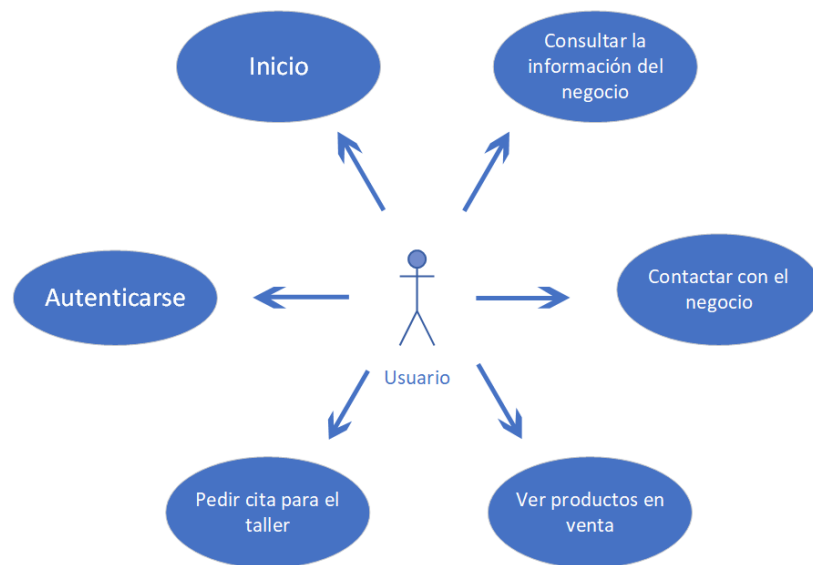 Inicio
Consultar la
información del
negocio
Autenticarse
Contactar con el
negocio
Usuario
Pedir cita para el
taller
Ver productos en
venta